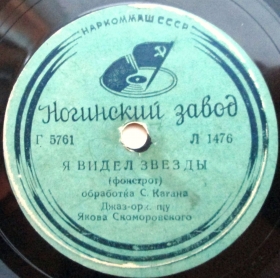 НАРКОММАШ СССР
Ногинский завод
Г 5761 Л 1476
Я ВИДЕЛ ЗВЕЗДЫ
(фокстрот)
обработка С. Кагана
Джаз-орк. п/у
Якова Скоморовского